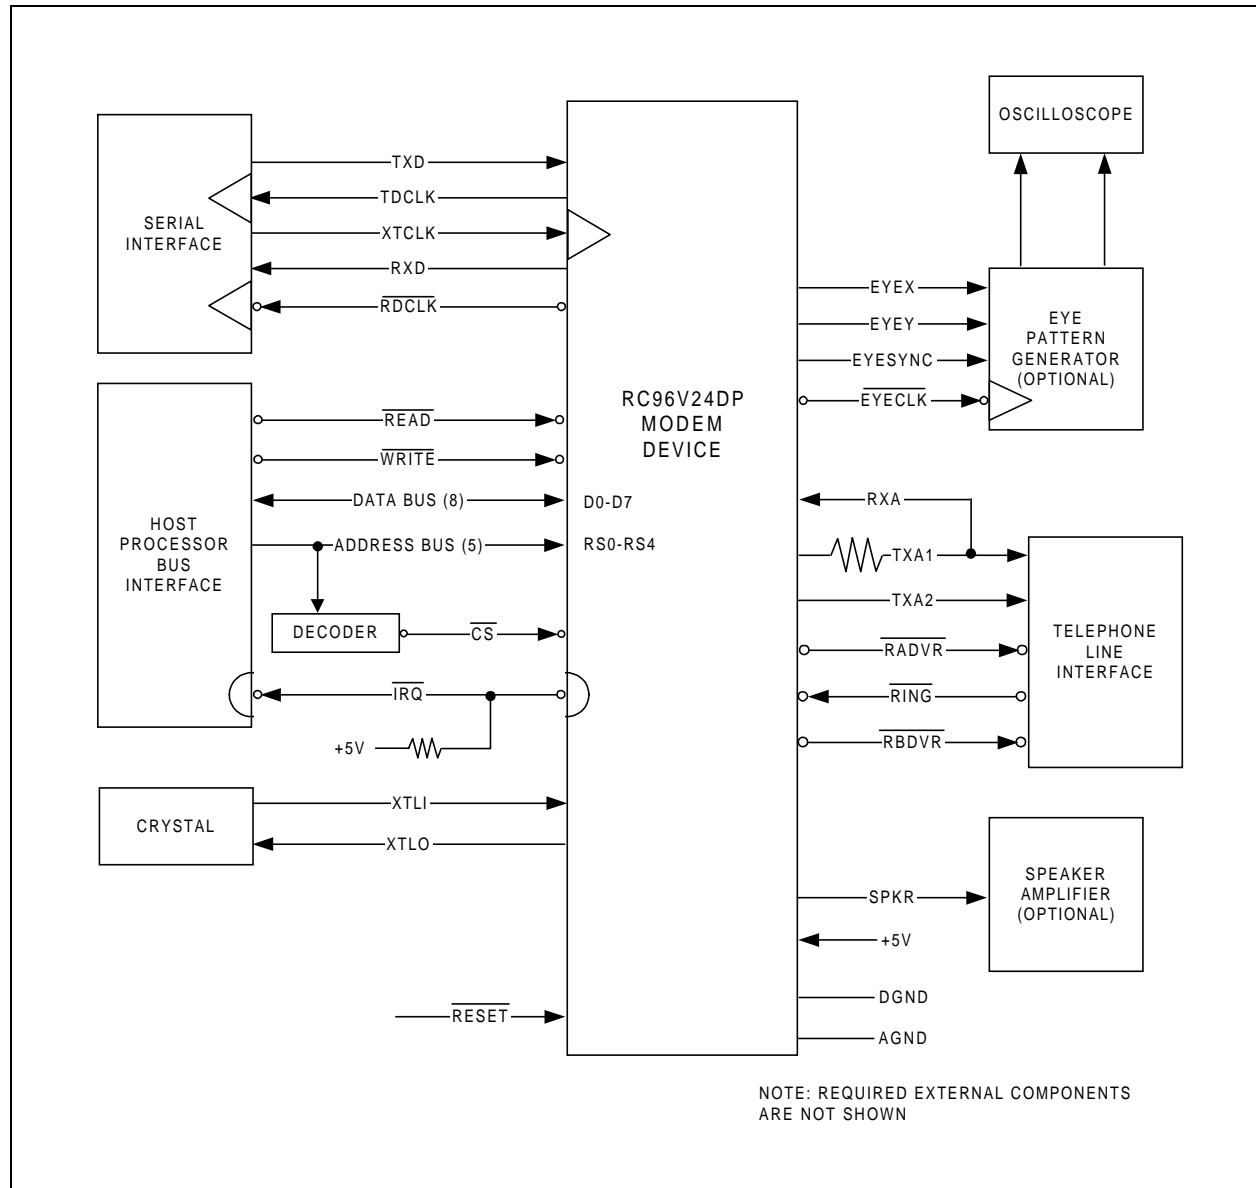 OSCILLOSCOPE
SERIAL
INTERFACE
TXD
TDCLK
XTCLK
RXD
RDCLK
RC96V24DP
MODEM
DEVICE
EYEX
EYEY
EYESYNC
EYECLK
EYE
PATTERN
GENERATOR
(OPTIONAL)
HOST
PROCESSOR
BUS
INTERFACE
READ
WRITE
DATA BUS (8)
D0-D7
ADDRESS BUS (5)
RS0-RS4
DECODER
CS
IRQ
+5V
RXA
TXA1
TXA2
RADVR
RING
RBDVR
TELEPHONE
LINE
INTERFACE
CRYSTAL
XTLI
XTLO
SPKR
SPEAKER
AMPLIFIER
(OPTIONAL)
+5V
DGND
AGND
RESET
NOTE: REQUIRED EXTERNAL COMPONENTS
ARE NOT SHOWN